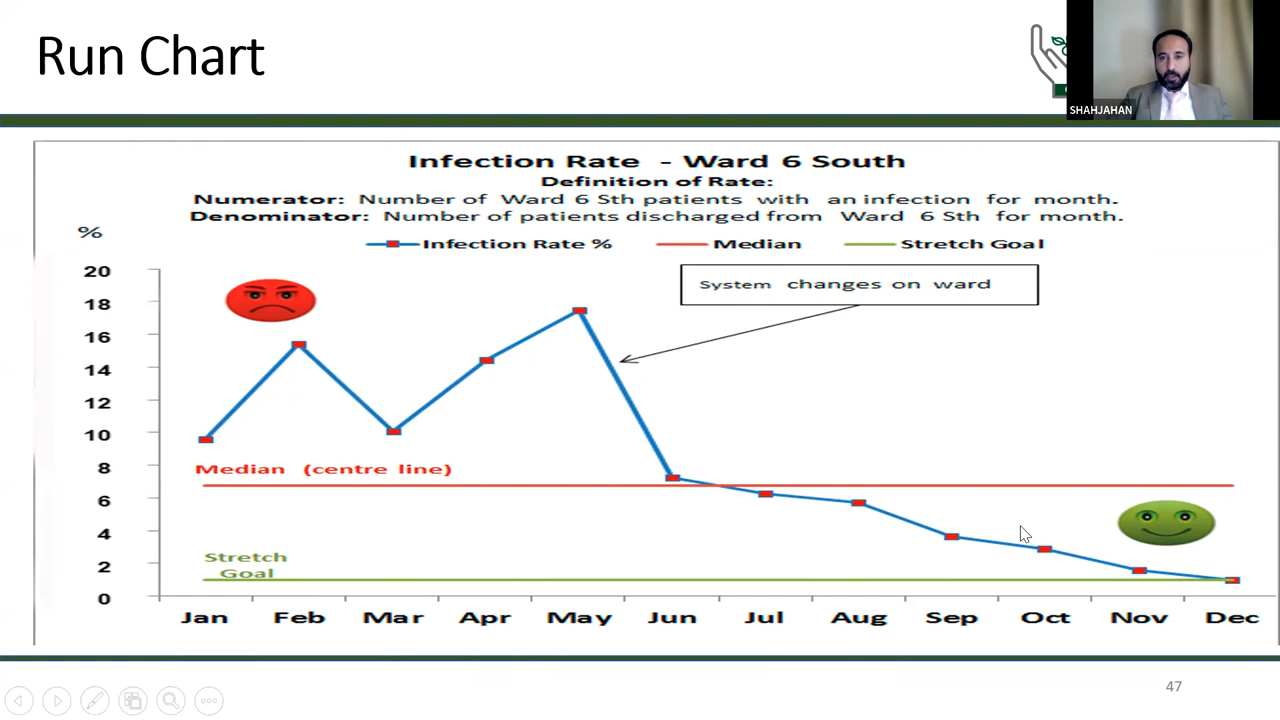 Run Chart
SHAHJAHAN
Infection Rate - Ward 6 South
Definition of Rate:
Numerator: Number of Ward 6 Sth patients with an infection for month.
Denominator: Number of patients discharged from Ward 6 Sth for month.
%
Infection Rate % Median Stretch Goal
20
System changes on ward
18
16
14
12
10
8
Median (centre line)
6
4
Stretch
Goal
2
0
Jan Feb Mar Apr May Jun Jul Aug Sep Oct Nov Dec
47